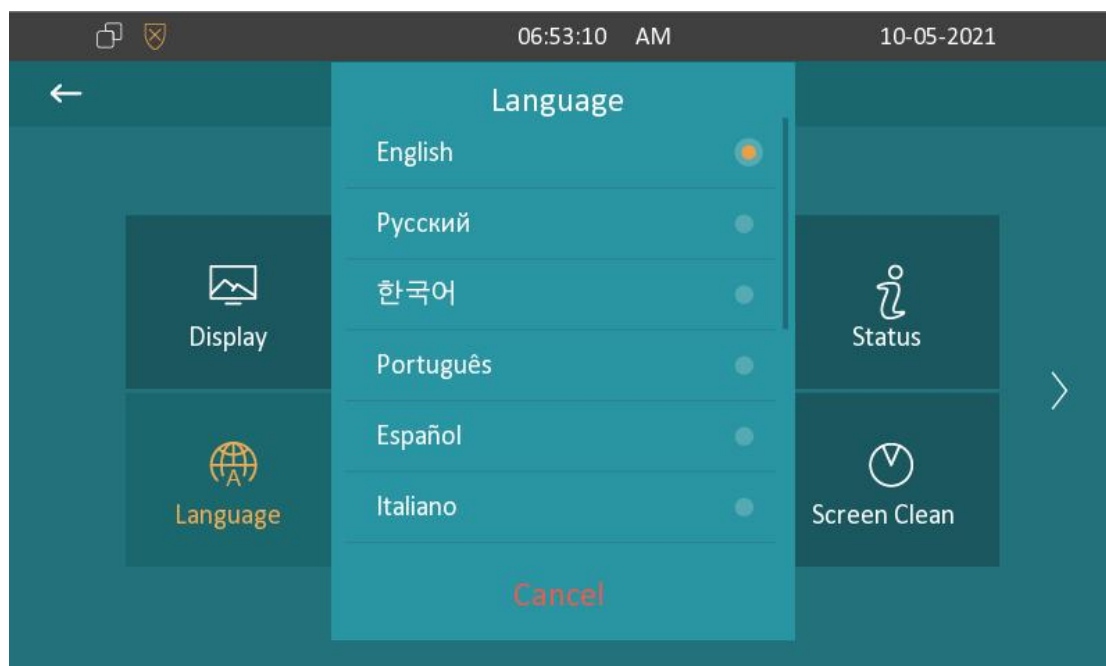 06:53:10 AM 10-05-2021
Language
English
Русский
한국어
Português
Español
Italiano
Cancel
Display
Language
Status
Screen Clean